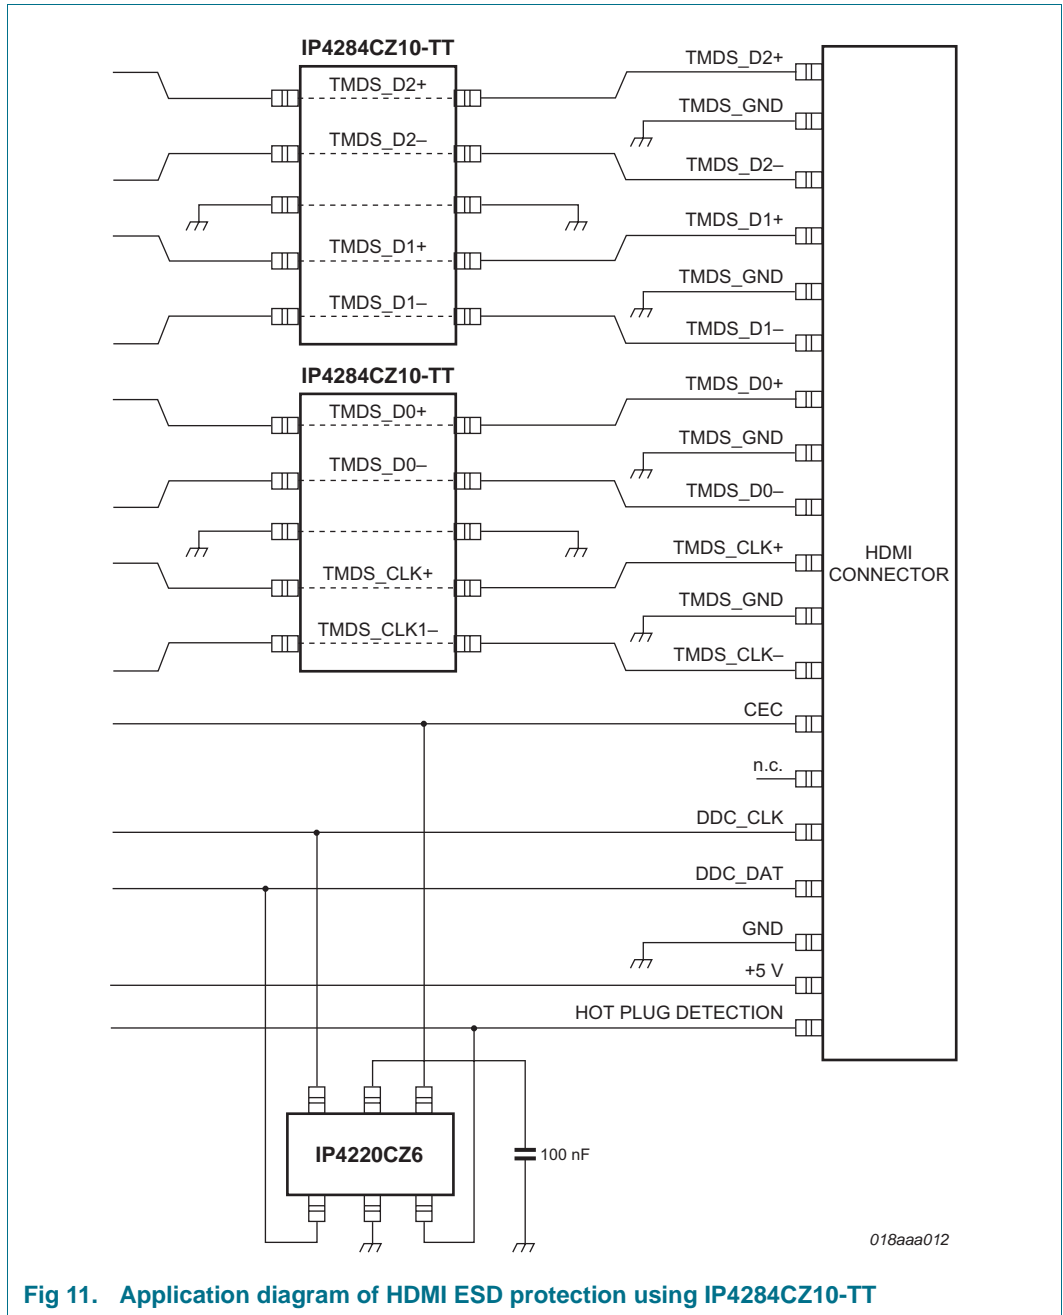 IP4284CZ10-TT
TMDS_D2+
TMDS_D2–
TMDS_D1+
TMDS_D1–
IP4284CZ10-TT
TMDS_D0+
TMDS_D0–
TMDS_CLK+
TMDS_CLK1–
TMDS_D2+
TMDS_GND
TMDS_D2–
TMDS_D1+
TMDS_GND
TMDS_D1–
TMDS_D0+
TMDS_GND
TMDS_D0–
TMDS_CLK+
TMDS_GND
TMDS_CLK–
CEC
n.c.
DDC_CLK
DDC_DAT
GND
+5 V
HOT PLUG DETECTION
HDMI
CONNECTOR
IP4220CZ6
100 nF
018aaa012
Fig 11. Application diagram of HDMI ESD protection using IP4284CZ10-TT